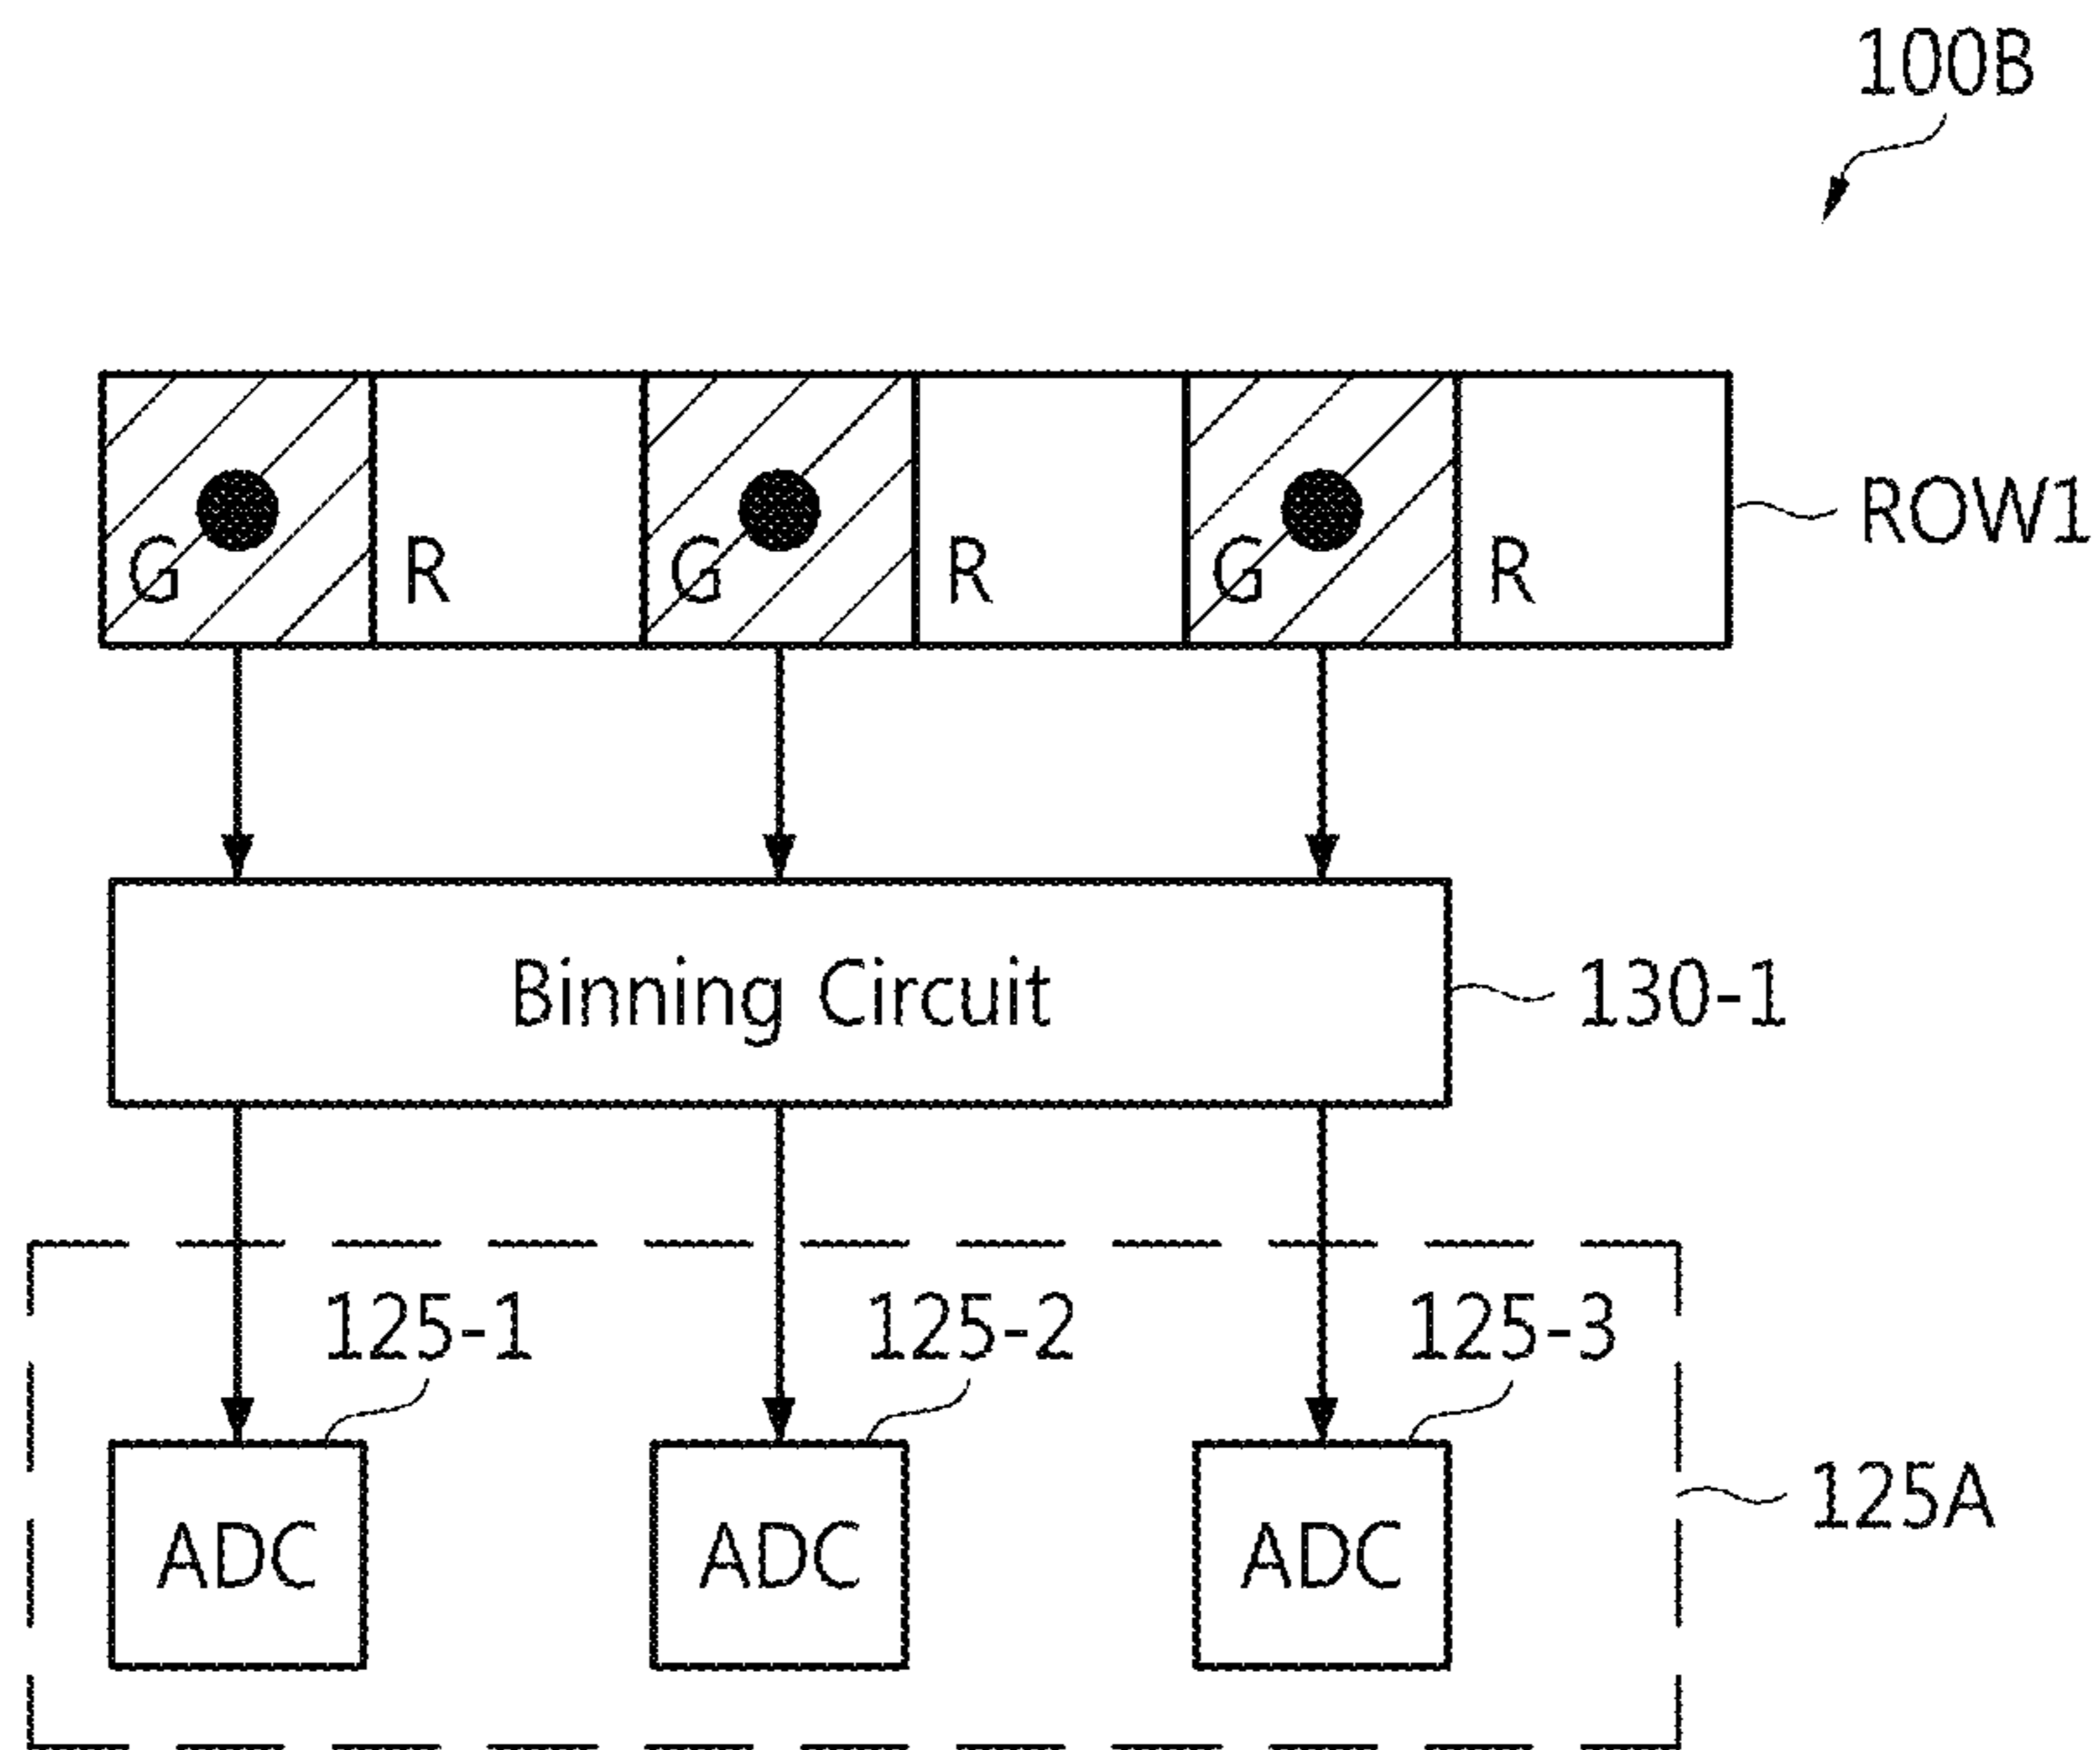 100B
G R G R G R
ROW1
Binning Circuit
130-1
125-1 125-2 125-3
ADC ADC ADC
125A